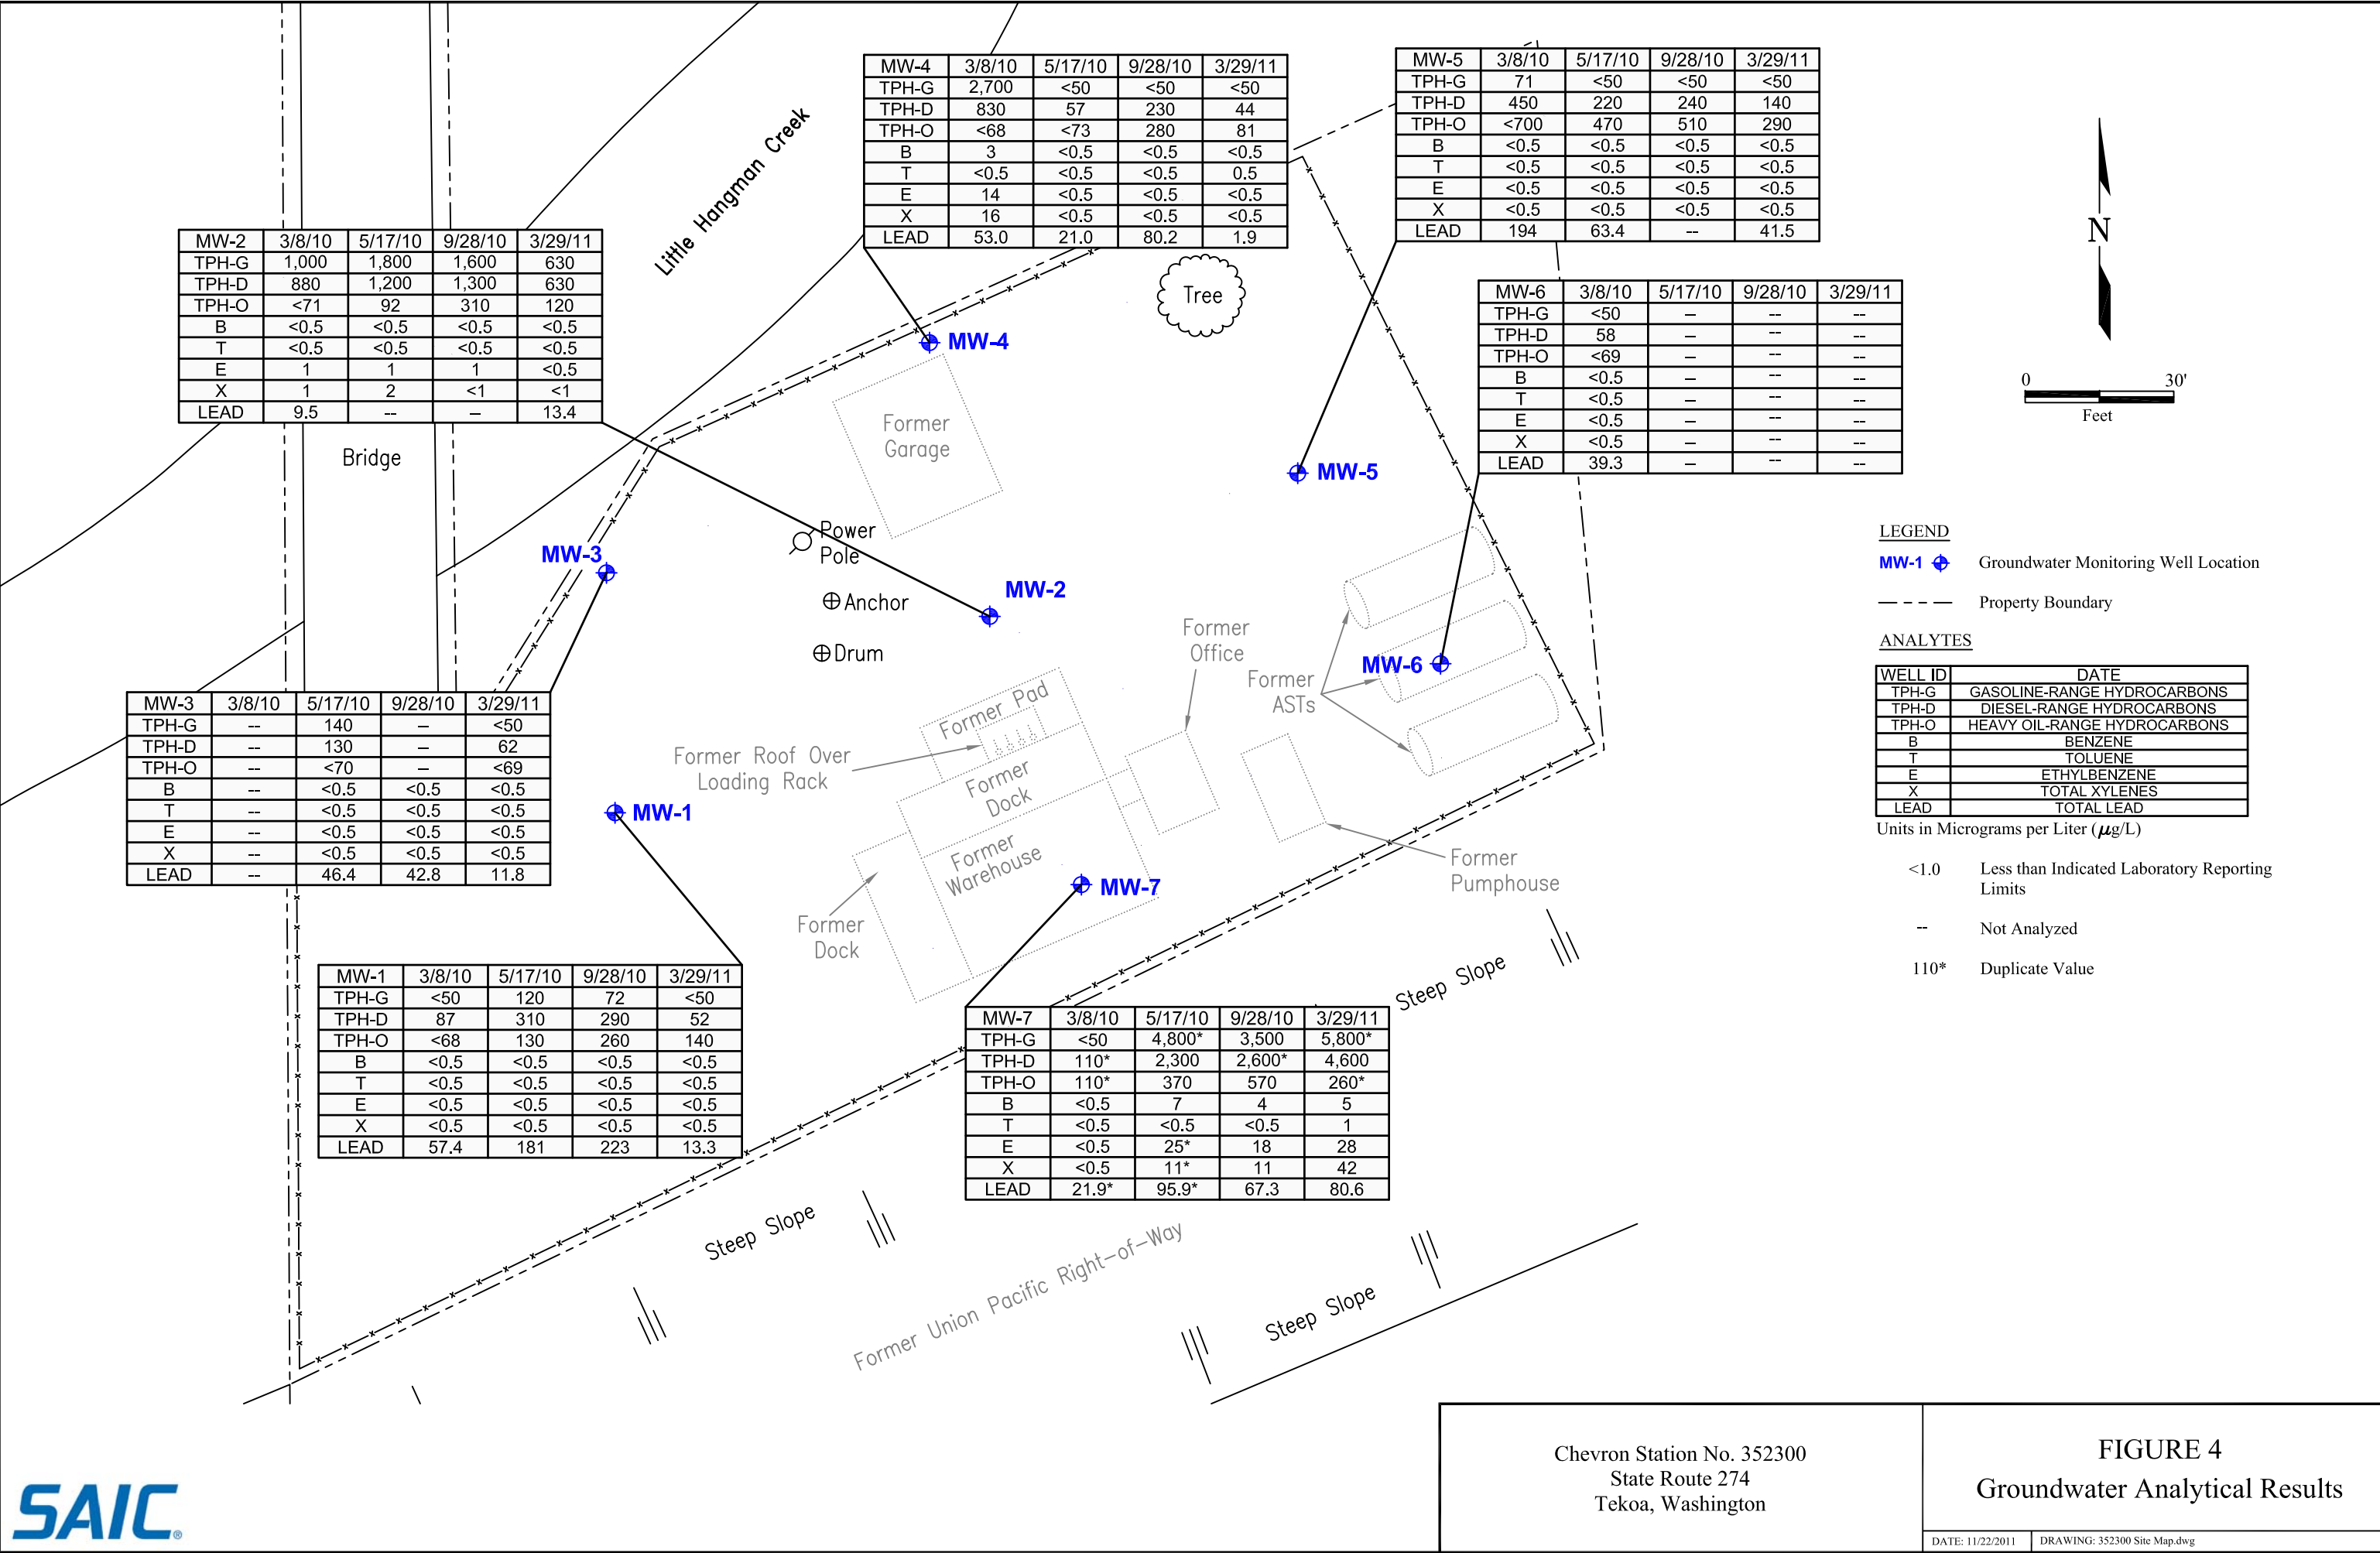 MW-4 3/8/10 5/17/10 9/28/10 3/29/11
TPH-G 2,700 <50 <50 <50
TPH-D 830 57 230 44
TPH-O <68 <73 280 81
B 3 <0.5 <0.5 <0.5
T <0.5 <0.5 <0.5 0.5
E 14 <0.5 <0.5 <0.5
X 16 <0.5 <0.5 <0.5
LEAD 53.0 21.0 80.2 1.9
MW-5 3/8/10 5/17/10 9/28/10 3/29/11
TPH-G 71 <50 <50 <50
TPH-D 450 220 240 140
TPH-O <700 470 510 290
B <0.5 <0.5 <0.5 <0.5
T <0.5 <0.5 <0.5 <0.5
E <0.5 <0.5 <0.5 <0.5
X <0.5 <0.5 <0.5 <0.5
LEAD 194 63.4 -- 41.5
Little Hangman Creek
MW-2 3/8/10 5/17/10 9/28/10 3/29/11
TPH-G 1,000 1,800 1,600 630
TPH-D 880 1,200 1,300 630
TPH-O <71 92 310 120
B <0.5 <0.5 <0.5 <0.5
T <0.5 <0.5 <0.5 <0.5
E 1 1 1 <0.5
X 1 2 <1 <1
LEAD 9.5 -- – 13.4
Tree
MW-6 3/8/10 5/17/10 9/28/10 3/29/11
TPH-G <50 – -- --
TPH-D 58 – -- --
TPH-O <69 – -- --
B <0.5 – -- --
T <0.5 – -- --
E <0.5 – -- --
X <0.5 – -- --
LEAD 39.3 – -- --
N
0 30'
Feet
MW-4
Former
Garage
Bridge
MW-5
Power
Pole
MW-3
MW-2
Anchor
Drum
Former
Office
MW-6
Former
ASTs
LEGEND
MW-1 Groundwater Monitoring Well Location
Property Boundary
ANALYTES
WELL ID DATE
TPH-G GASOLINE-RANGE HYDROCARBONS
TPH-D DIESEL-RANGE HYDROCARBONS
TPH-O HEAVY OIL-RANGE HYDROCARBONS
B BENZENE
T TOLUENE
E ETHYLBENZENE
X TOTAL XYLENES
LEAD TOTAL LEAD
Units in Micrograms per Liter (µg/L)
<1.0 Less than Indicated Laboratory Reporting
Limits
-- Not Analyzed
110* Duplicate Value
MW-3 3/8/10 5/17/10 9/28/10 3/29/11
TPH-G -- 140 – <50
TPH-D -- 130 – 62
TPH-O -- <70 – <69
B -- <0.5 <0.5 <0.5
T -- <0.5 <0.5 <0.5
E -- <0.5 <0.5 <0.5
X -- <0.5 <0.5 <0.5
LEAD -- 46.4 42.8 11.8
Former Pad
Former Roof Over
Loading Rack
Former
Dock
MW-1
Former
Warehouse
MW-7
Former
Pumphouse
Former
Dock
MW-1 3/8/10 5/17/10 9/28/10 3/29/11
TPH-G <50 120 72 <50
TPH-D 87 310 290 52
TPH-O <68 130 260 140
B <0.5 <0.5 <0.5 <0.5
T <0.5 <0.5 <0.5 <0.5
E <0.5 <0.5 <0.5 <0.5
X <0.5 <0.5 <0.5 <0.5
LEAD 57.4 181 223 13.3
MW-7 3/8/10 5/17/10 9/28/10 3/29/11
TPH-G <50 4,800* 3,500 5,800*
TPH-D 110* 2,300 2,600* 4,600
TPH-O 110* 370 570 260*
B <0.5 7 4 5
T <0.5 <0.5 <0.5 1
E <0.5 25* 18 28
X <0.5 11* 11 42
LEAD 21.9* 95.9* 67.3 80.6
Steep Slope
Steep Slope
Former Union Pacific Right-of-Way
Steep Slope
SAIC®
Chevron Station No. 352300
State Route 274
Tekoa, Washington
FIGURE 4
Groundwater Analytical Results
DATE: 11/22/2011 DRAWING: 352300 Site Map.dwg